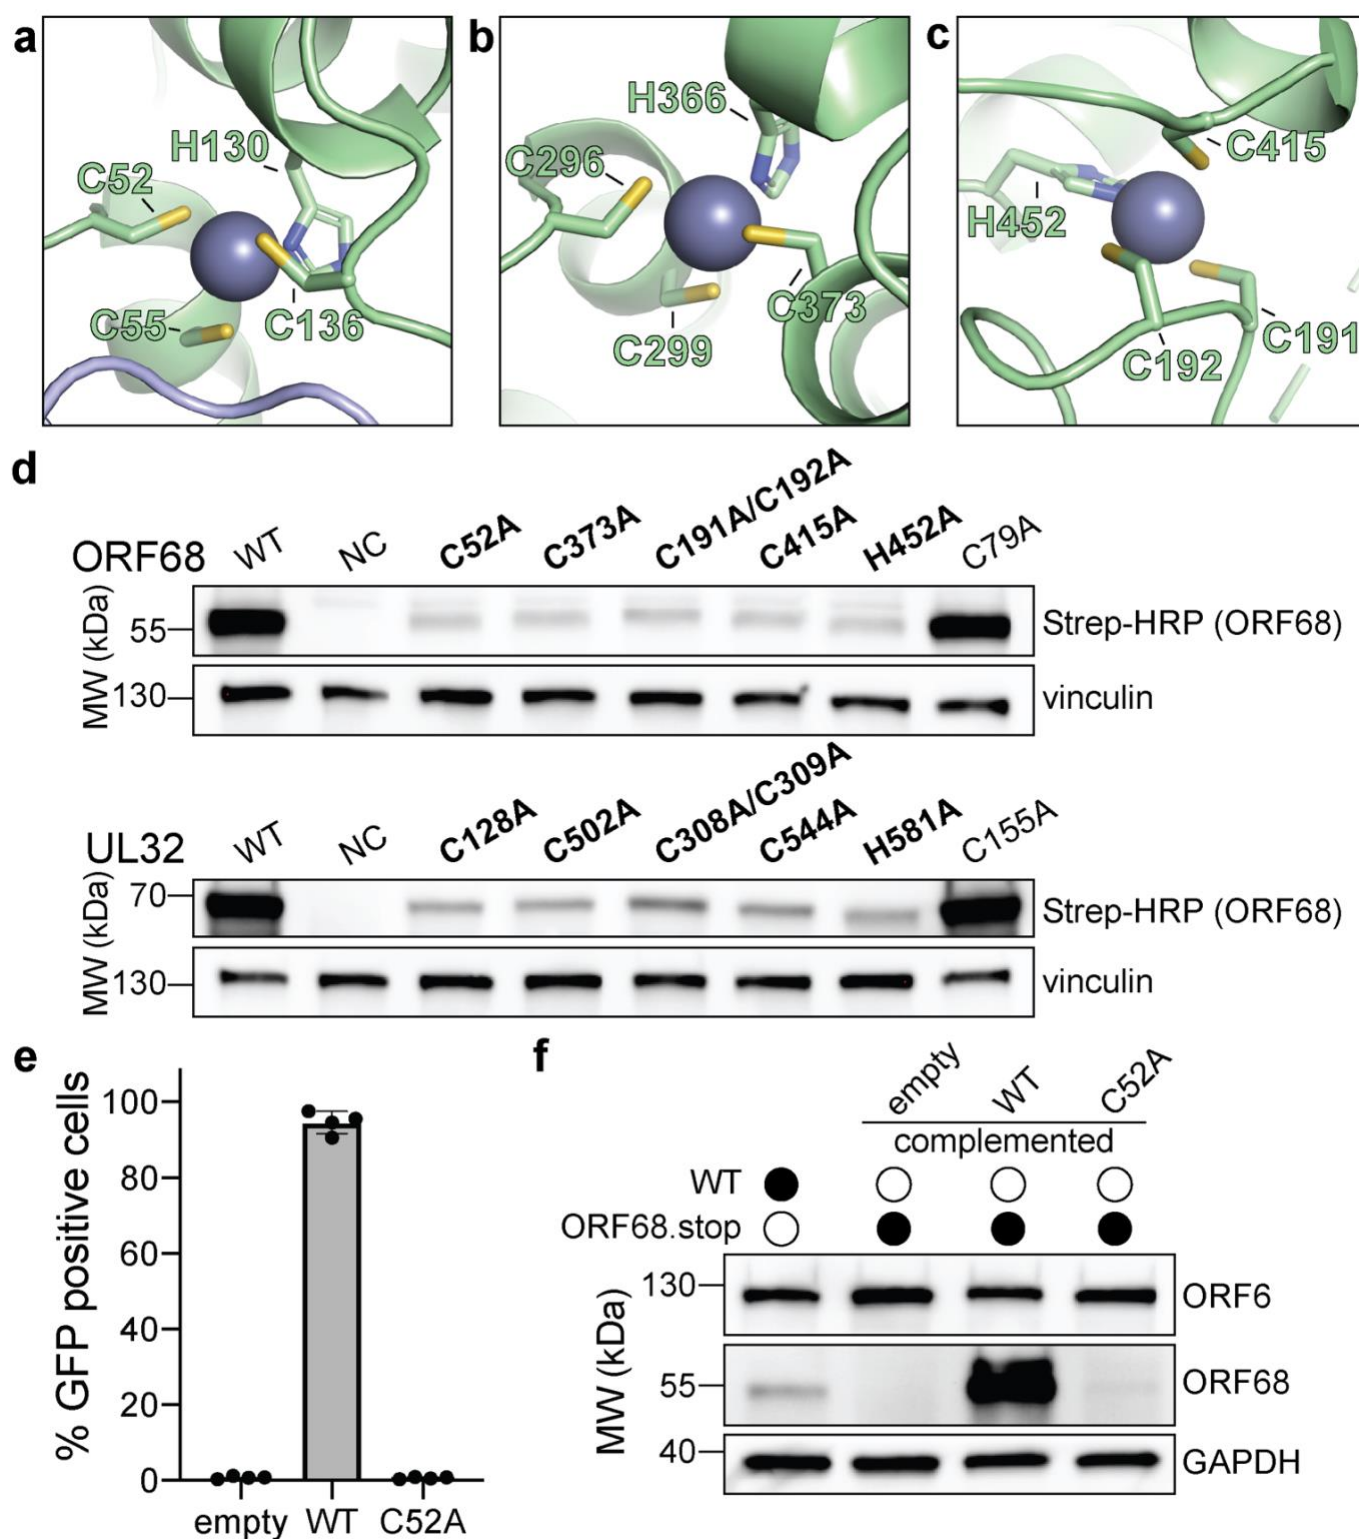 a
b
c
H130
C52
C55
C136
H366
C296
C299
C373
C415
H452
C192
C191
d
ORF68 WT NC C52A C373A C191A/C192A C415A H452A C79A
MW (kDa)
55
Strep-HRP (ORF68)
130
vinculin
UL32 WT NC C128A C502A C308A/C309A C544A H581A C155A
MW (kDa)
70
Strep-HRP (ORF68)
130
vinculin
e
% GFP positive cells
100
80
60
40
20
0
empty WT C52A
f
empty WT C52A
complemented
WT
ORF68.stop
MW (kDa)
130
ORF6
55
ORF68
40
GAPDH